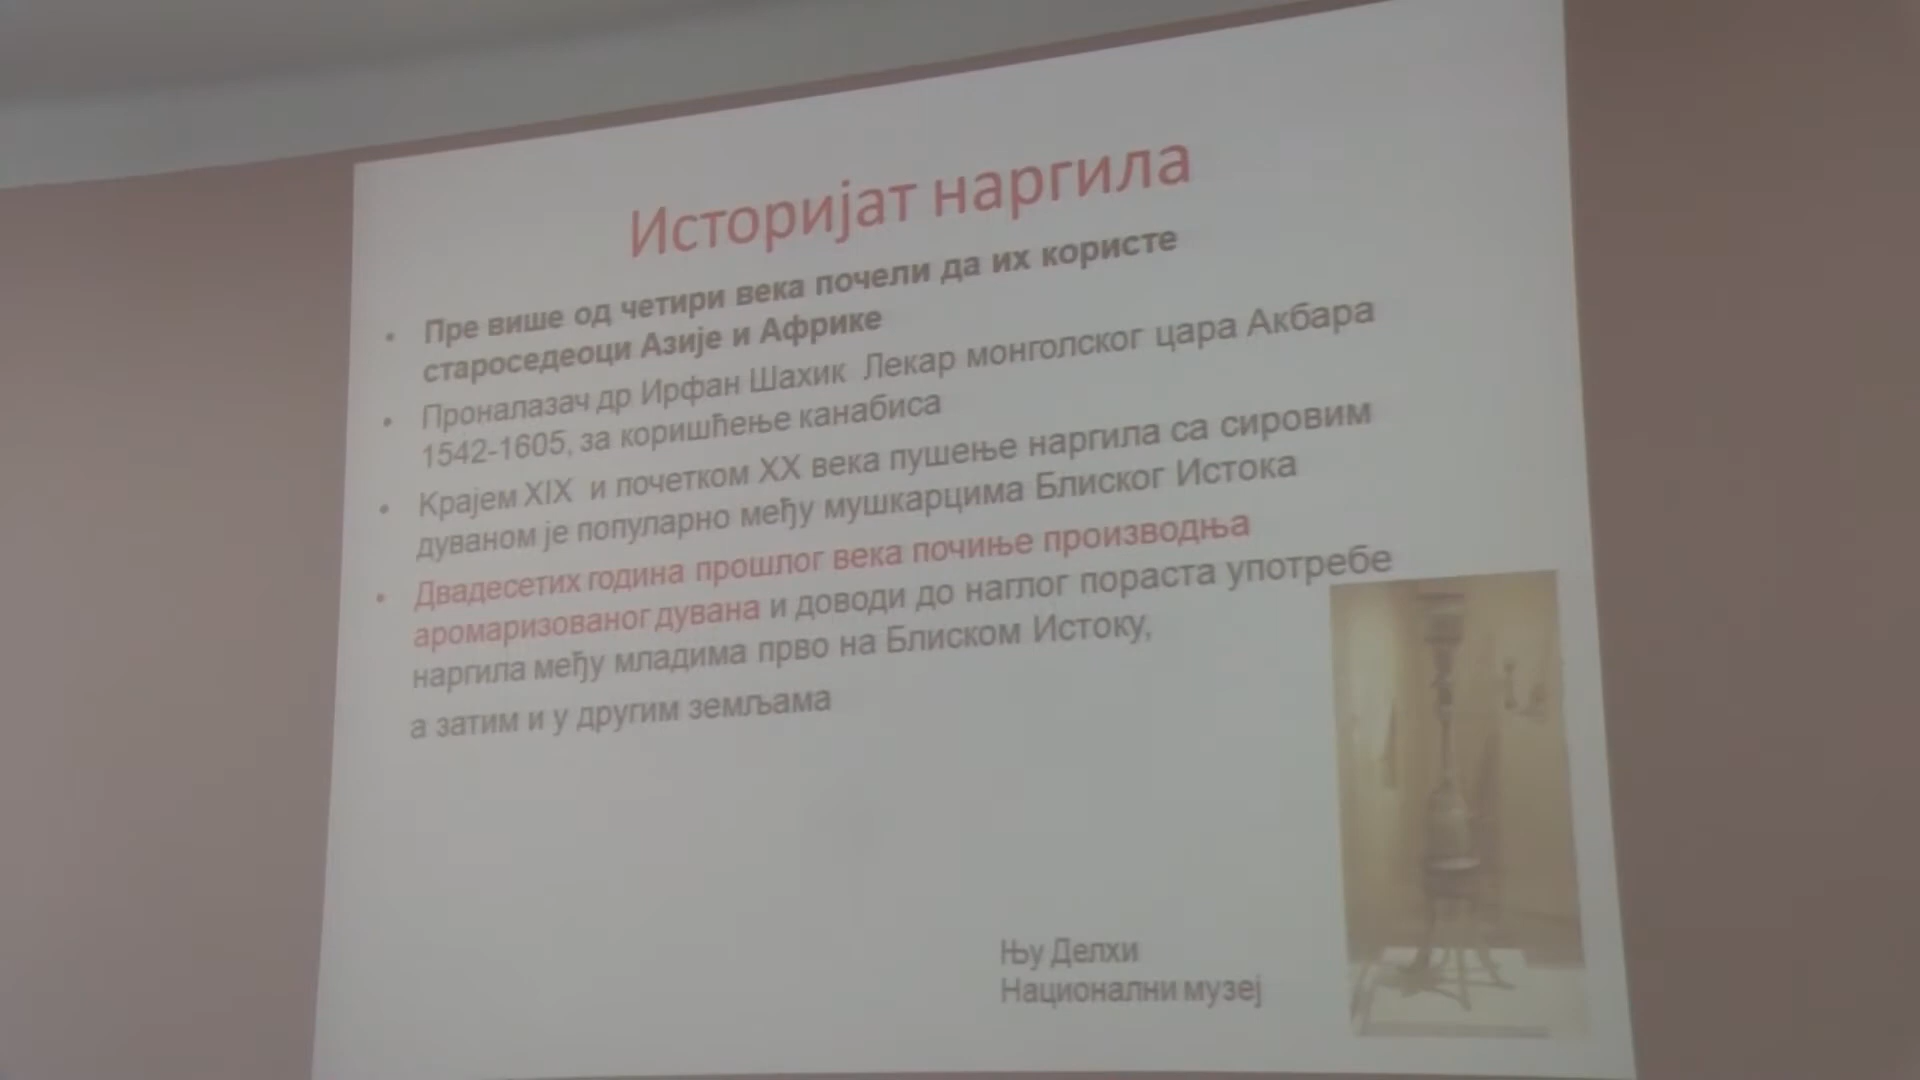 Историјат наргила
• Пре више од четири века почели да их користе
староседеоци Азије и Африке
• Проналазач др Ирфан Шахик Лекар монголског цара Акбара
1542-1605, за коришћење канабиса
• Крајем XIX и почетком XX века пушење наргила са сировим
дуваном је популарно међу мушкарцима Блиског Истока
• Двадесетих година прошлог века почиње производња
аромаризованог дувана и доводи до наглог пораста употребе
наргила међу младима прво на Блиском Истоку,
а затим и у другим земљама
Њу Делхи
Национални музеј